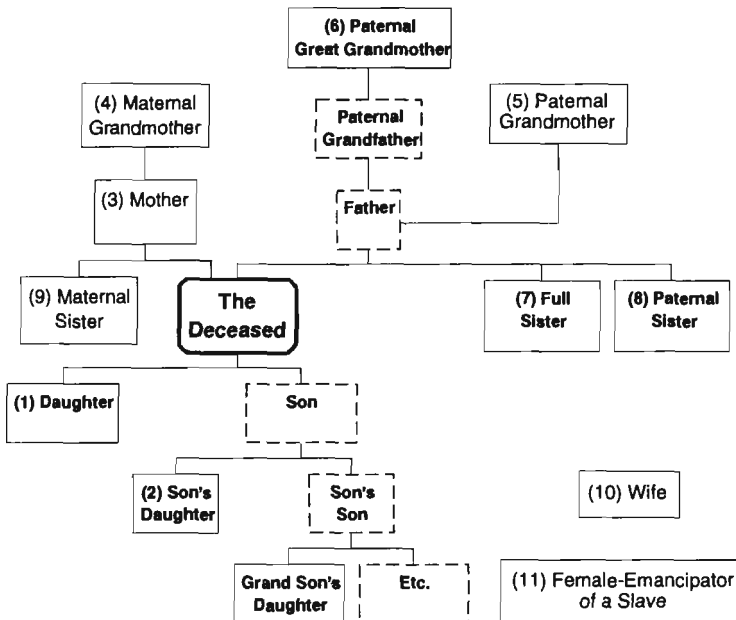 (6) Paternal
Great Grandmother
(4) Maternal
Grandmother
Paternal
Grandfather
(5) Paternal
Grandmother
(3) Mother
Father
(9) Maternal
Sister
The
Deceased
(7) Full
Sister
(8) Paternal
Sister
(1) Daughter
Son
(2) Son's
Daughter
Son's
Son
(10) Wife
Grand Son's
Daughter
Etc.
(11) Female-Emancipator
of a Slave